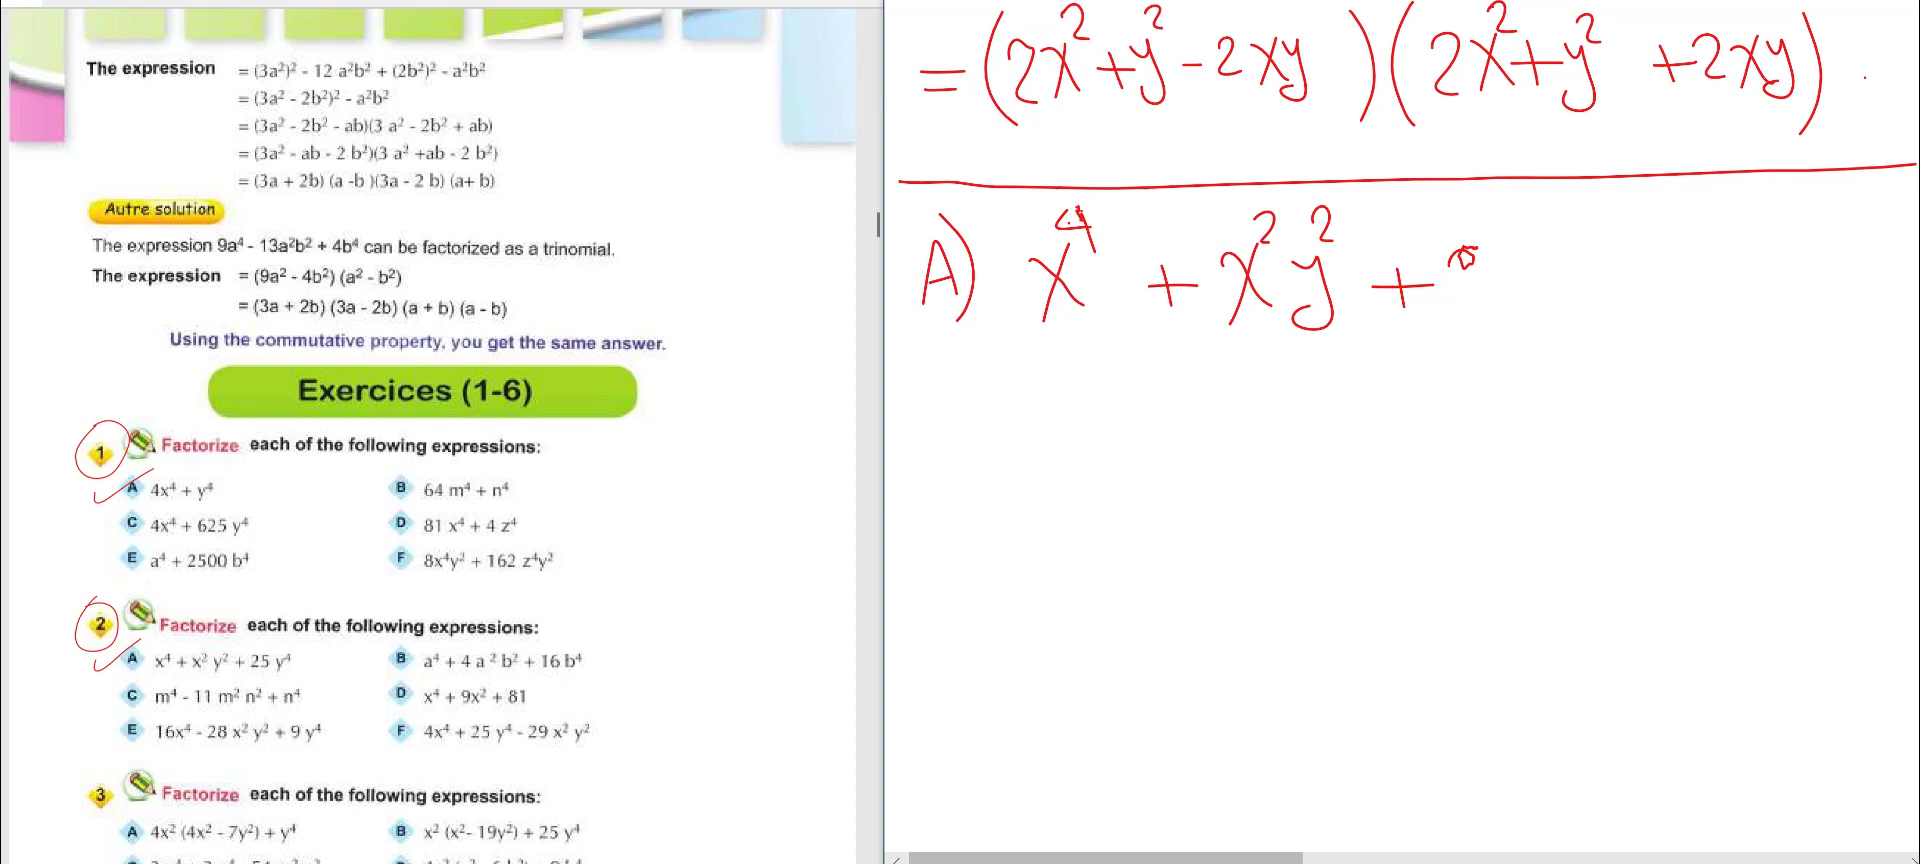 The expression = (3a²)² - 12 a²b² + (2b²)² - a²b²
= (3a² - 2b²)² - a²b²
= (3a² - 2b² - ab)(3 a² - 2b² + ab)
= (3a² - ab - 2 b²)(3 a² +ab - 2 b²)
= (3a + 2b) (a -b )(3a - 2 b) (a+ b)
Autre solution
The expression 9a⁴ - 13a²b² + 4b⁴ can be factorized as a trinomial.
The expression = (9a² - 4b²) (a² - b²)
= (3a + 2b) (3a - 2b) (a + b) (a - b)
Using the commutative property, you get the same answer.
Exercices (1-6)
1 Factorize each of the following expressions:
A 4x⁴ + y⁴ B 64 m⁴ + n⁴
C 4x⁴ + 625 y⁴ D 81 x⁴ + 4 z⁴
E a⁴ + 2500 b⁴ F 8x⁴y² + 162 z⁴y²
2 Factorize each of the following expressions:
A x⁴ + x² y² + 25 y⁴ B a⁴ + 4 a ² b² + 16 b⁴
C m⁴ - 11 m² n² + n⁴ D x⁴ + 9x² + 81
E 16x⁴ - 28 x² y² + 9 y⁴ F 4x⁴ + 25 y⁴ - 29 x² y²
3 Factorize each of the following expressions:
A 4x² (4x² - 7y²) + y⁴ B x² (x²- 19y²) + 25 y⁴
= (2x² + y² - 2xy) (2x² + y² + 2xy)
A) x⁴ + x² y² +